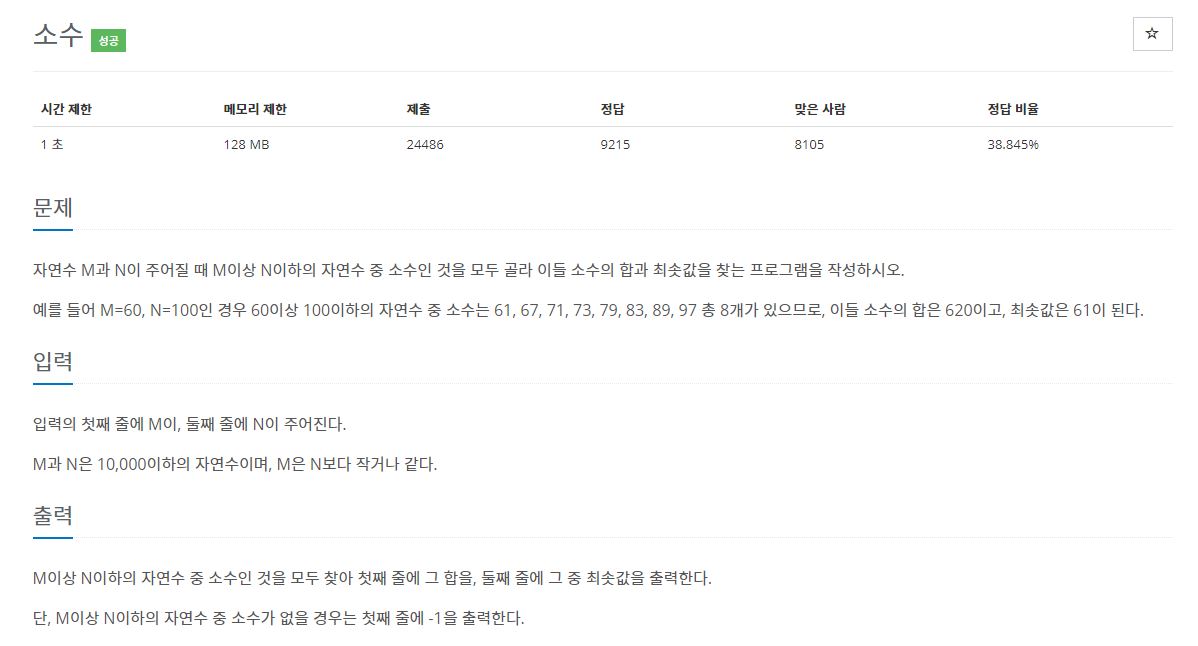 소수 성공
☆
시간 제한 메모리 제한 제출 정답 맞은 사람 정답 비율
1 초 128 MB 24486 9215 8105 38.845%
문제
자연수 M과 N이 주어질 때 M이상 N이하의 자연수 중 소수인 것을 모두 골라 이들 소수의 합과 최솟값을 찾는 프로그램을 작성하시오.
예를 들어 M=60, N=100인 경우 60이상 100이하의 자연수 중 소수는 61, 67, 71, 73, 79, 83, 89, 97 총 8개가 있으므로, 이들 소수의 합은 620이고, 최솟값은 61이 된다.
입력
입력의 첫째 줄에 M이, 둘째 줄에 N이 주어진다.
M과 N은 10,000이하의 자연수이며, M은 N보다 작거나 같다.
출력
M이상 N이하의 자연수 중 소수인 것을 모두 찾아 첫째 줄에 그 합을, 둘째 줄에 그 중 최솟값을 출력한다.
단, M이상 N이하의 자연수 중 소수가 없을 경우는 첫째 줄에 -1을 출력한다.